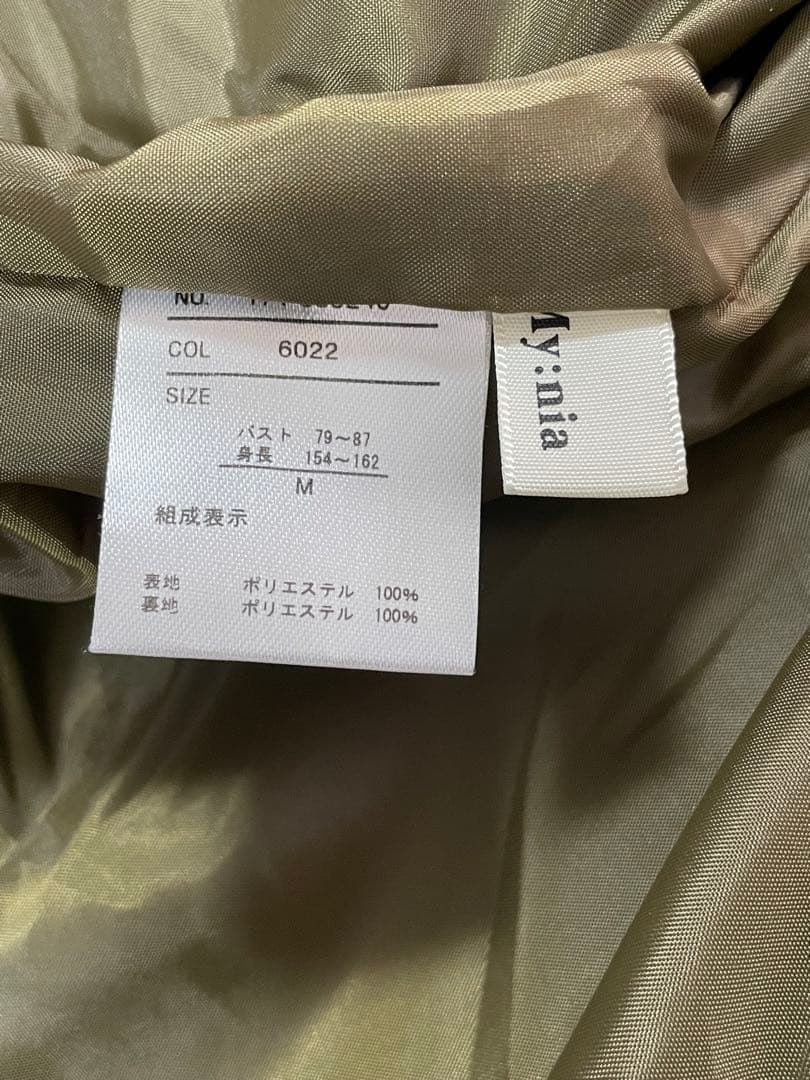 NO.
COL 6022
SIZE
バスト 79～87
身長 154～162
M
組成表示
表地 ポリエステル 100%
裏地 ポリエステル 100%
My:nia